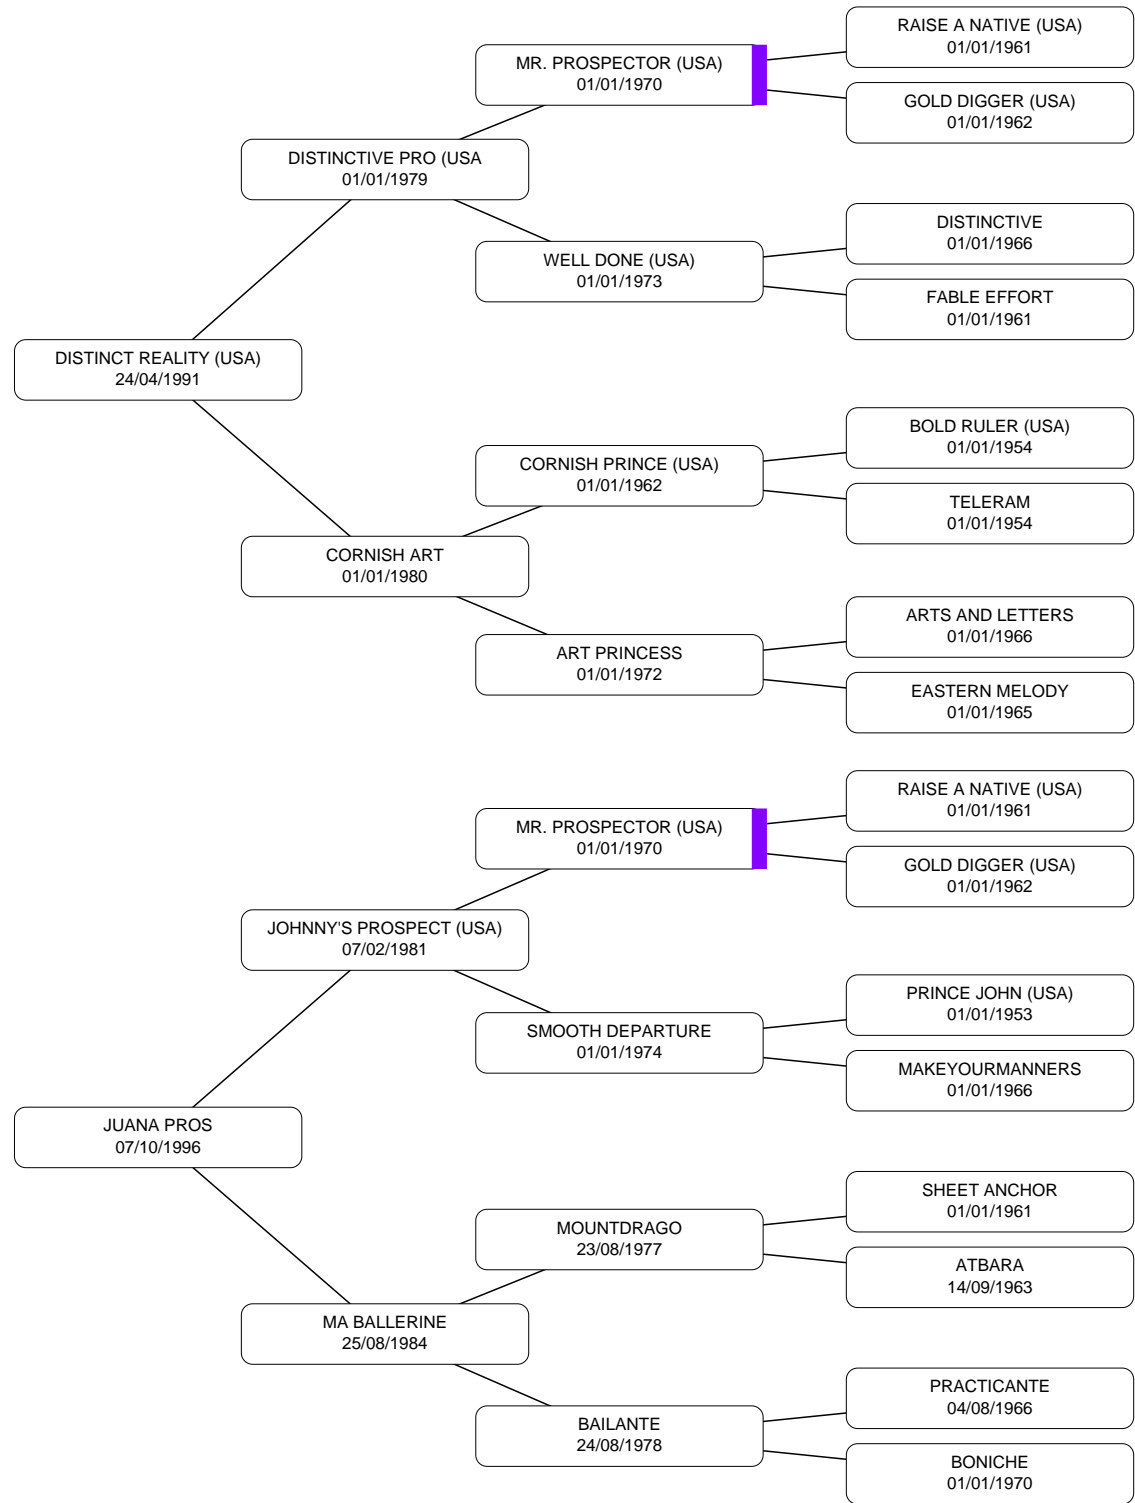 RAISE A NATIVE (USA)
01/01/1961
MR. PROSPECTOR (USA)
01/01/1970
GOLD DIGGER (USA)
01/01/1962
DISTINCTIVE PRO (USA
01/01/1979
DISTINCTIVE
01/01/1966
WELL DONE (USA)
01/01/1973
FABLE EFFORT
01/01/1961
DISTINCT REALITY (USA)
24/04/1991
BOLD RULER (USA)
01/01/1954
CORNISH PRINCE (USA)
01/01/1962
TELERAM
01/01/1954
CORNISH ART
01/01/1980
ARTS AND LETTERS
01/01/1966
ART PRINCESS
01/01/1972
EASTERN MELODY
01/01/1965
RAISE A NATIVE (USA)
01/01/1961
MR. PROSPECTOR (USA)
01/01/1970
GOLD DIGGER (USA)
01/01/1962
JOHNNY'S PROSPECT (USA)
07/02/1981
PRINCE JOHN (USA)
01/01/1953
SMOOTH DEPARTURE
01/01/1974
MAKEYOURMANNERS
01/01/1966
JUANA PROS
07/10/1996
SHEET ANCHOR
01/01/1961
MOUNTDRAGO
23/08/1977
ATBARA
14/09/1963
MA BALLERINE
25/08/1984
PRACTICANTE
04/08/1966
BAILANTE
24/08/1978
BONICHE
01/01/1970